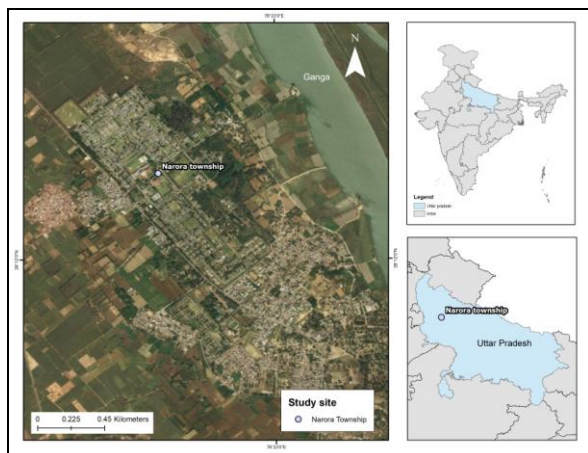 N
Ganga
Narora township
Study site
Narora Township
0 0.225 0.45 Kilometers
Legend
uttar pradesh
India
Narora township
Uttar Pradesh